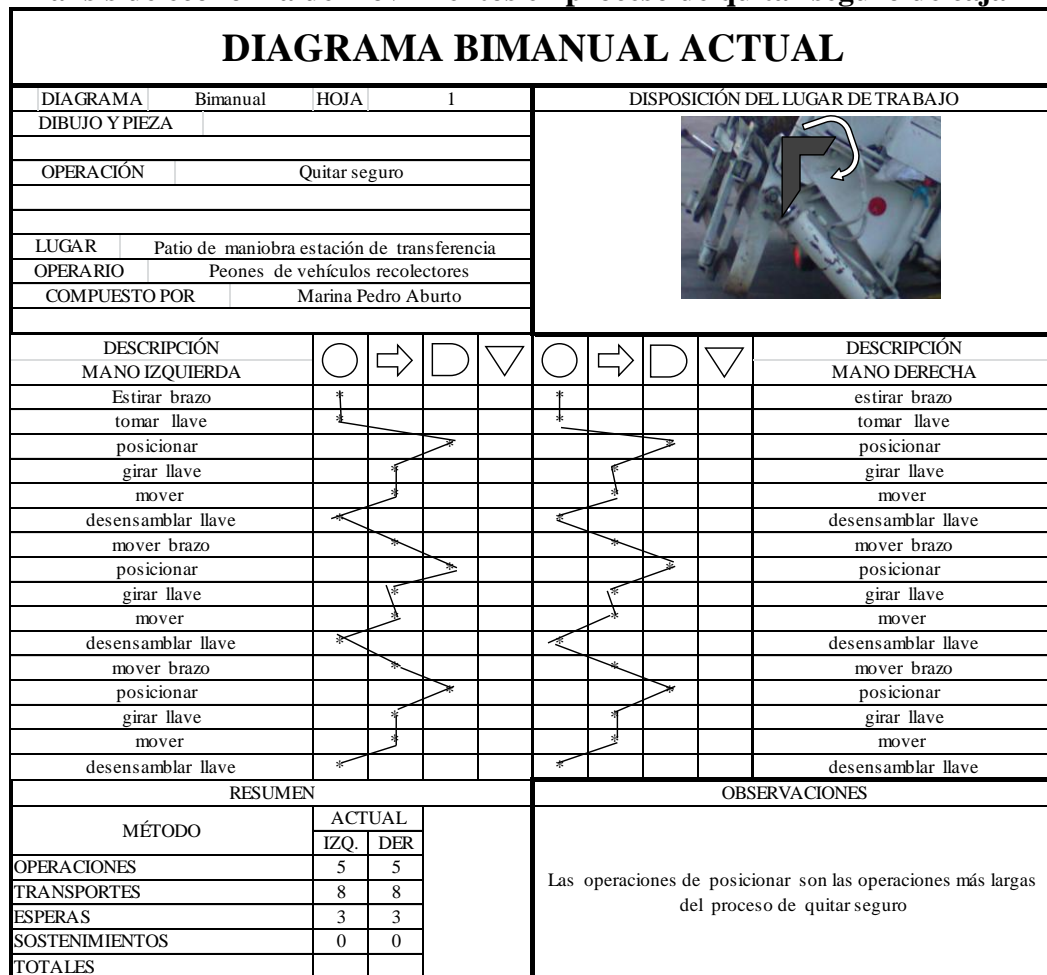 DIAGRAMA BIMANUAL ACTUAL
DIAGRAMA Bimanual HOJA 1
DISPOSICIÓN DEL LUGAR DE TRABAJO
DIBUJO Y PIEZA
OPERACIÓN Quitar seguro
LUGAR Patio de maniobra estación de transferencia
OPERARIO Peones de vehículos recolectores
COMPUESTO POR Marina Pedro Aburto
DESCRIPCIÓN
MANO IZQUIERDA
DESCRIPCIÓN
MANO DERECHA
Estirar brazo * * estirar brazo
tomar llave * * tomar llave
posicionar * * posicionar
girar llave * * girar llave
mover * * mover
desensamblar llave * * desensamblar llave
mover brazo * * mover brazo
posicionar * * posicionar
girar llave * * girar llave
mover * * mover
desensamblar llave * * desensamblar llave
mover brazo * * mover brazo
posicionar * * posicionar
girar llave * * girar llave
mover * * mover
desensamblar llave * * desensamblar llave
RESUMEN
MÉTODO
ACTUAL
IZQ. DER
OPERACIONES 5 5
TRANSPORTES 8 8
ESPERAS 3 3
SOSTENIMIENTOS 0 0
TOTALES
OBSERVACIONES
Las operaciones de posicionar son las operaciones más largas
del proceso de quitar seguro